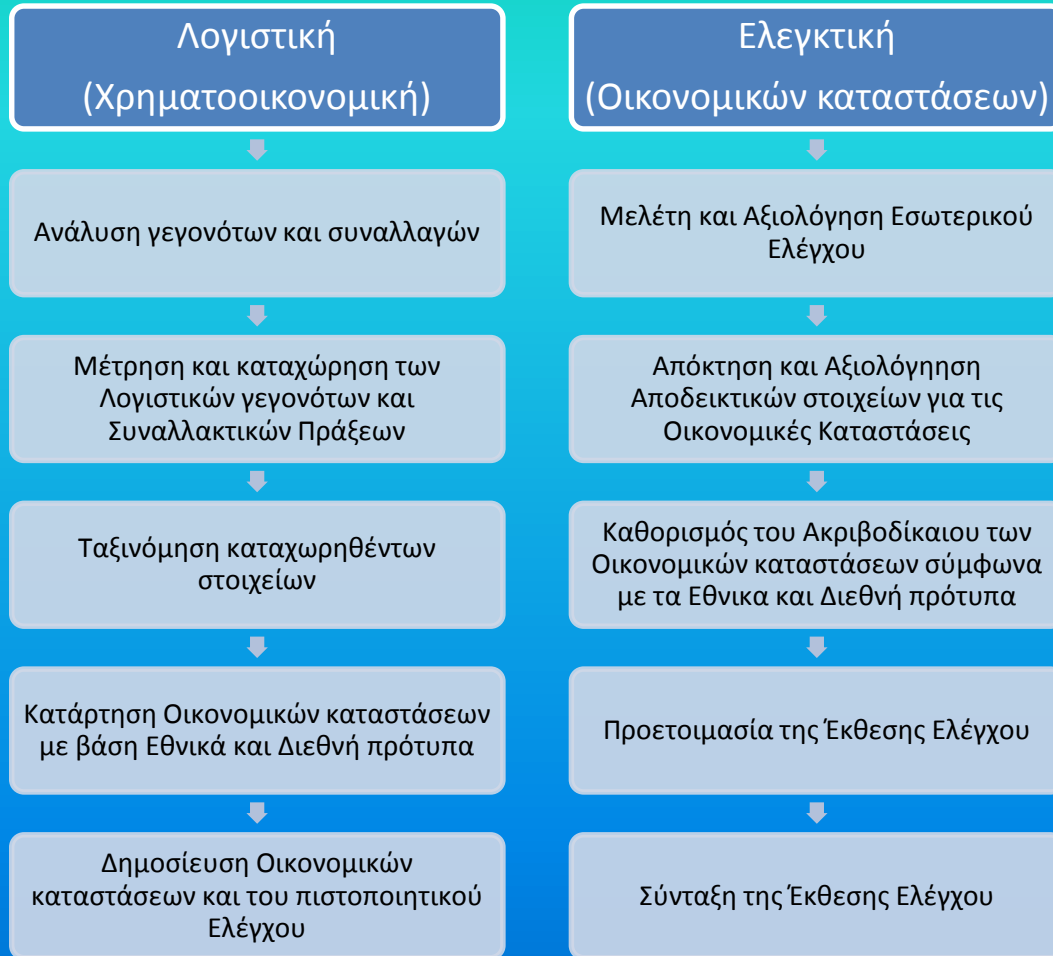 Λογιστική
(Χρηματοοικονομική)
Ανάλυση γεγονότων και συναλλαγών
Μέτρηση και καταχώρηση των
Λογιστικών γεγονότων και
Συναλλακτικών Πράξεων
Ταξινόμηση καταχωρηθέντων
στοιχείων
Κατάρτηση Οικονομικών καταστάσεων
με βάση Εθνικά και Διεθνή πρότυπα
Δημοσίευση Οικονομικών
καταστάσεων και του πιστοποιητικού
Ελέγχου
Ελεγκτική
(Οικονομικών καταστάσεων)
Μελέτη και Αξιολόγηση Εσωτερικού
Ελέγχου
Απόκτηση και Αξιολόγηηση
Αποδεικτικών στοιχείων για τις
Οικονομικές Καταστάσεις
Καθορισμός του Ακριβοδίκαιου των
Οικονομικών καταστάσεων σύμφωνα
με τα Εθνικα και Διεθνή πρότυπα
Προετοιμασία της Έκθεσης Ελέγχου
Σύνταξη της Έκθεσης Ελέγχου